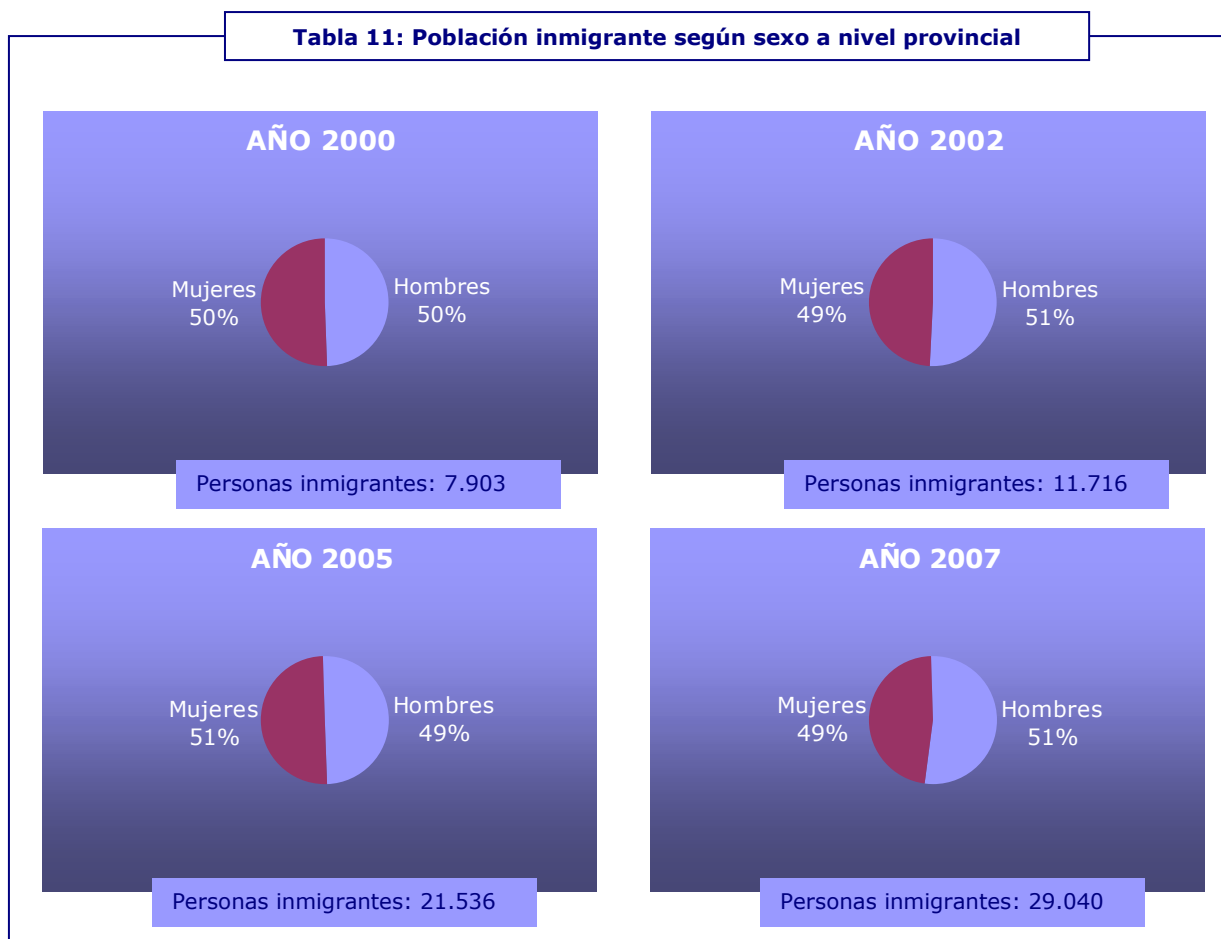 Tabla 11: Población inmigrante según sexo a nivel provincial
AÑO 2000
Mujeres
50%
Hombres
50%
Personas inmigrantes: 7.903
AÑO 2002
Mujeres
49%
Hombres
51%
Personas inmigrantes: 11.716
AÑO 2005
Mujeres
51%
Hombres
49%
Personas inmigrantes: 21.536
AÑO 2007
Mujeres
49%
Hombres
51%
Personas inmigrantes: 29.040